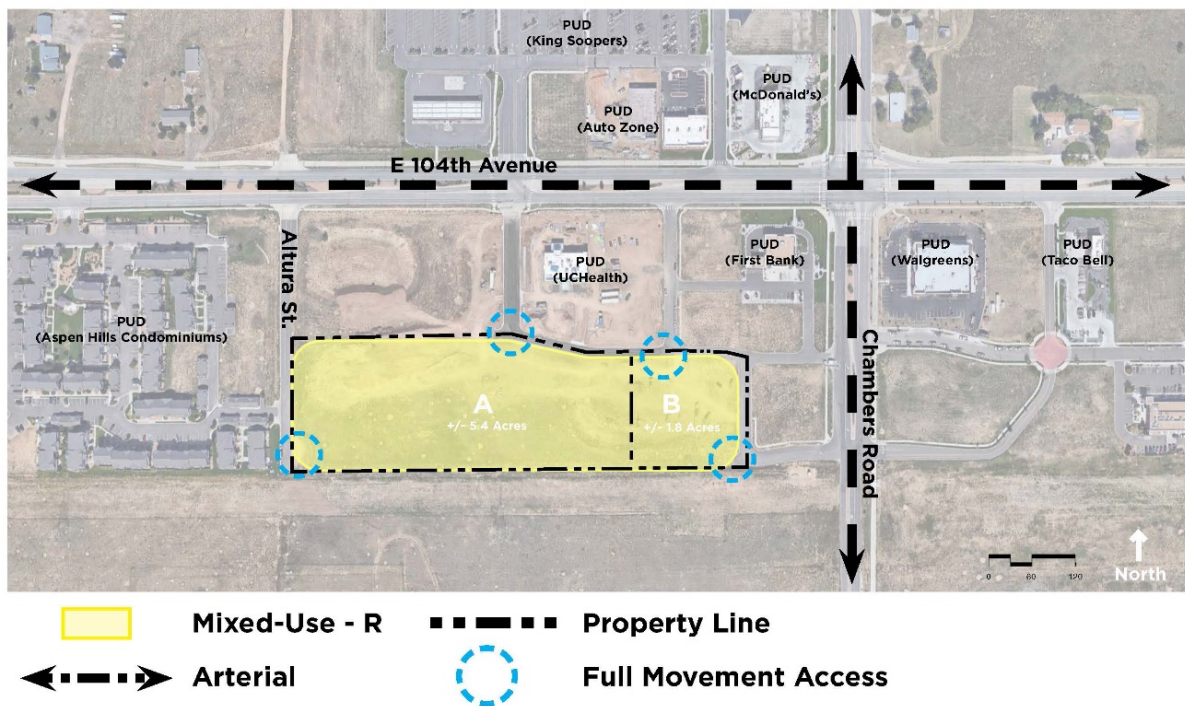 PUD
(King Soopers)
PUD
(McDonald's)
PUD
(Auto Zone)
E 104th Avenue
Altura St.
PUD
(Aspen Hills Condominiums)
PUD
(UCHealth)
PUD
(First Bank)
PUD
(Walgreens)
PUD
(Taco Bell)
A
+/- 5.4 Acres
B
+/- 1.8 Acres
Chambers Road
0 60 120
North
Mixed-Use - R
Property Line
Arterial
Full Movement Access